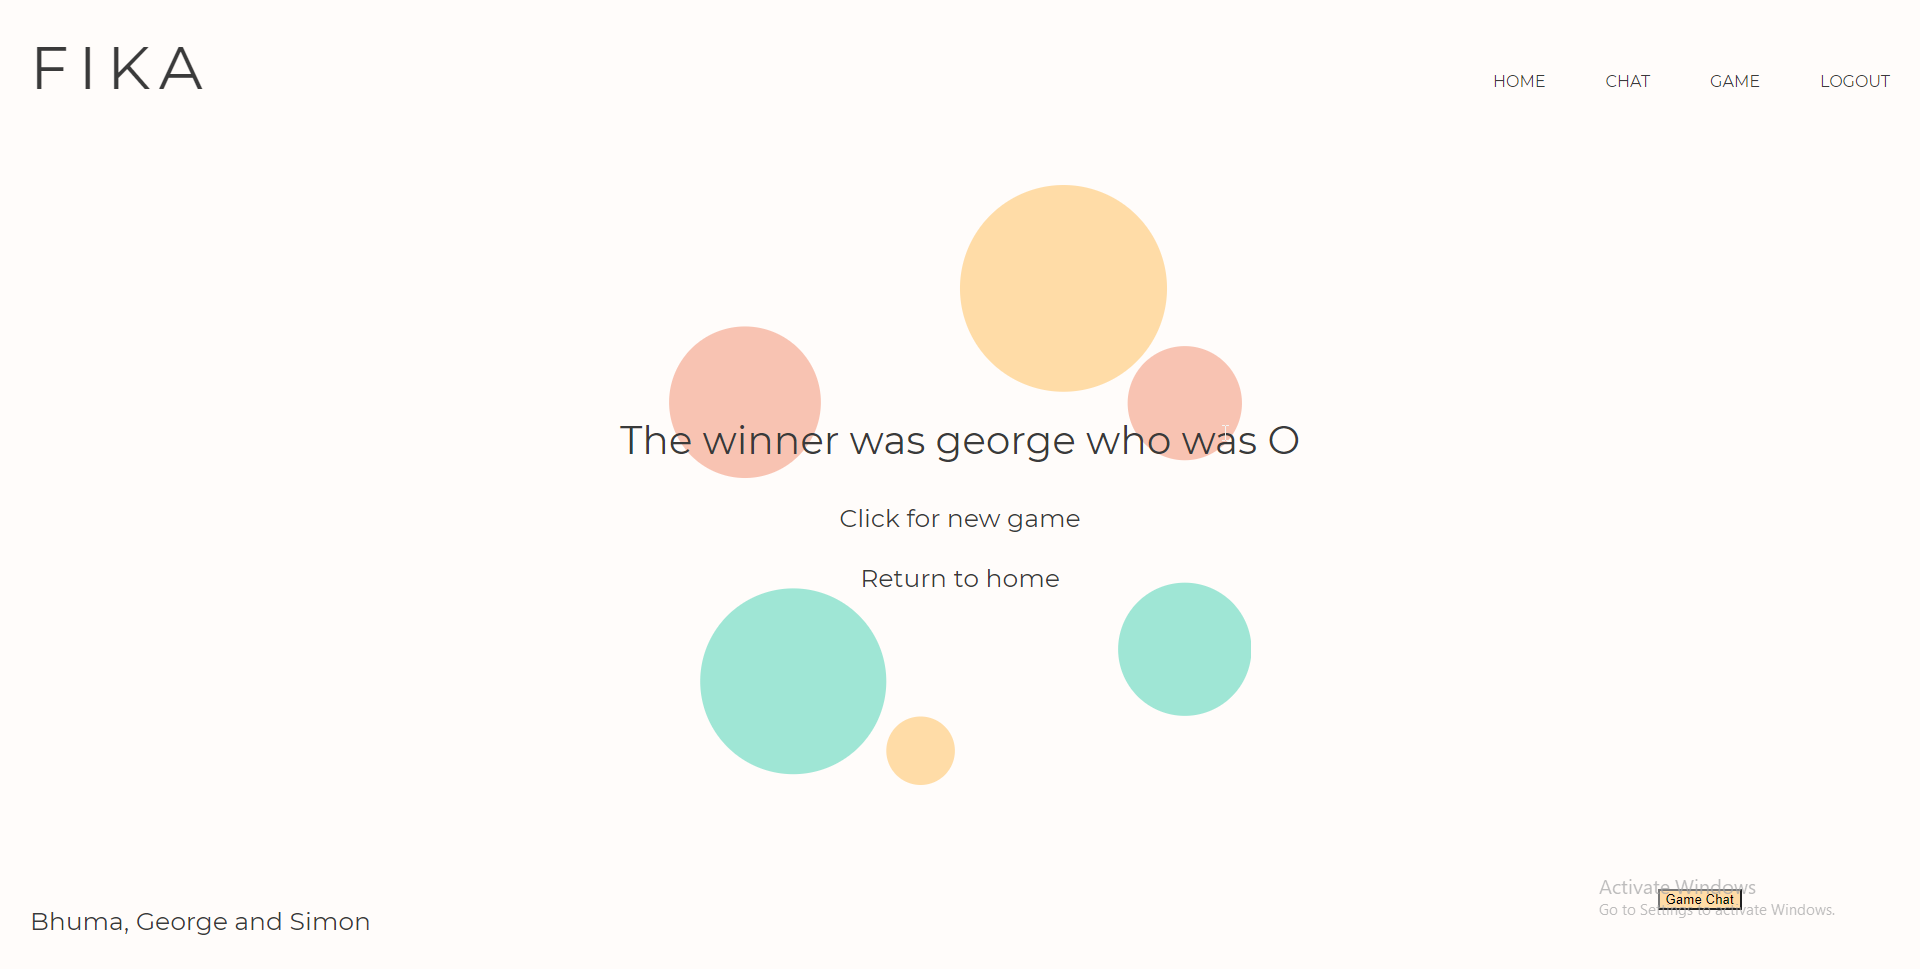 FIKA
HOME CHAT GAME LOGOUT
The winner was george who was O
Click for new game
Return to home
Bhuma, George and Simon
Activate Windows
Game Chat
Go to Settings to activate Windows.